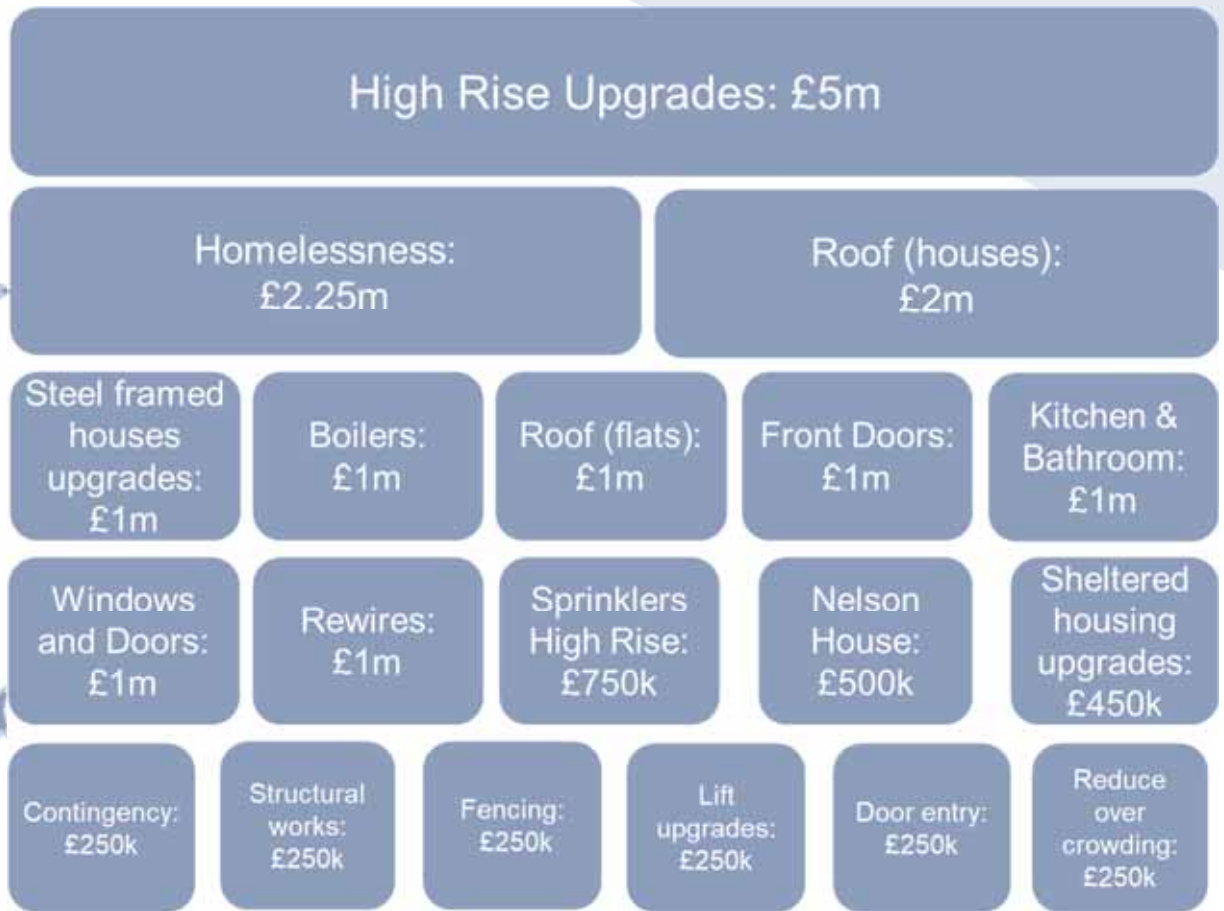 High Rise Upgrades: £5m
Homelessness:
£2.25m
Roof (houses):
£2m
Steel framed
houses
upgrades:
£1m
Boilers:
£1m
Roof (flats):
£1m
Front Doors:
£1m
Kitchen &
Bathroom:
£1m
Windows
and Doors:
£1m
Rewires:
£1m
Sprinklers
High Rise:
£750k
Nelson
House:
£500k
Sheltered
housing
upgrades:
£450k
Contingency:
£250k
Structural
works:
£250k
Fencing:
£250k
Lift
upgrades:
£250k
Door entry:
£250k
Reduce
over
crowding:
£250k